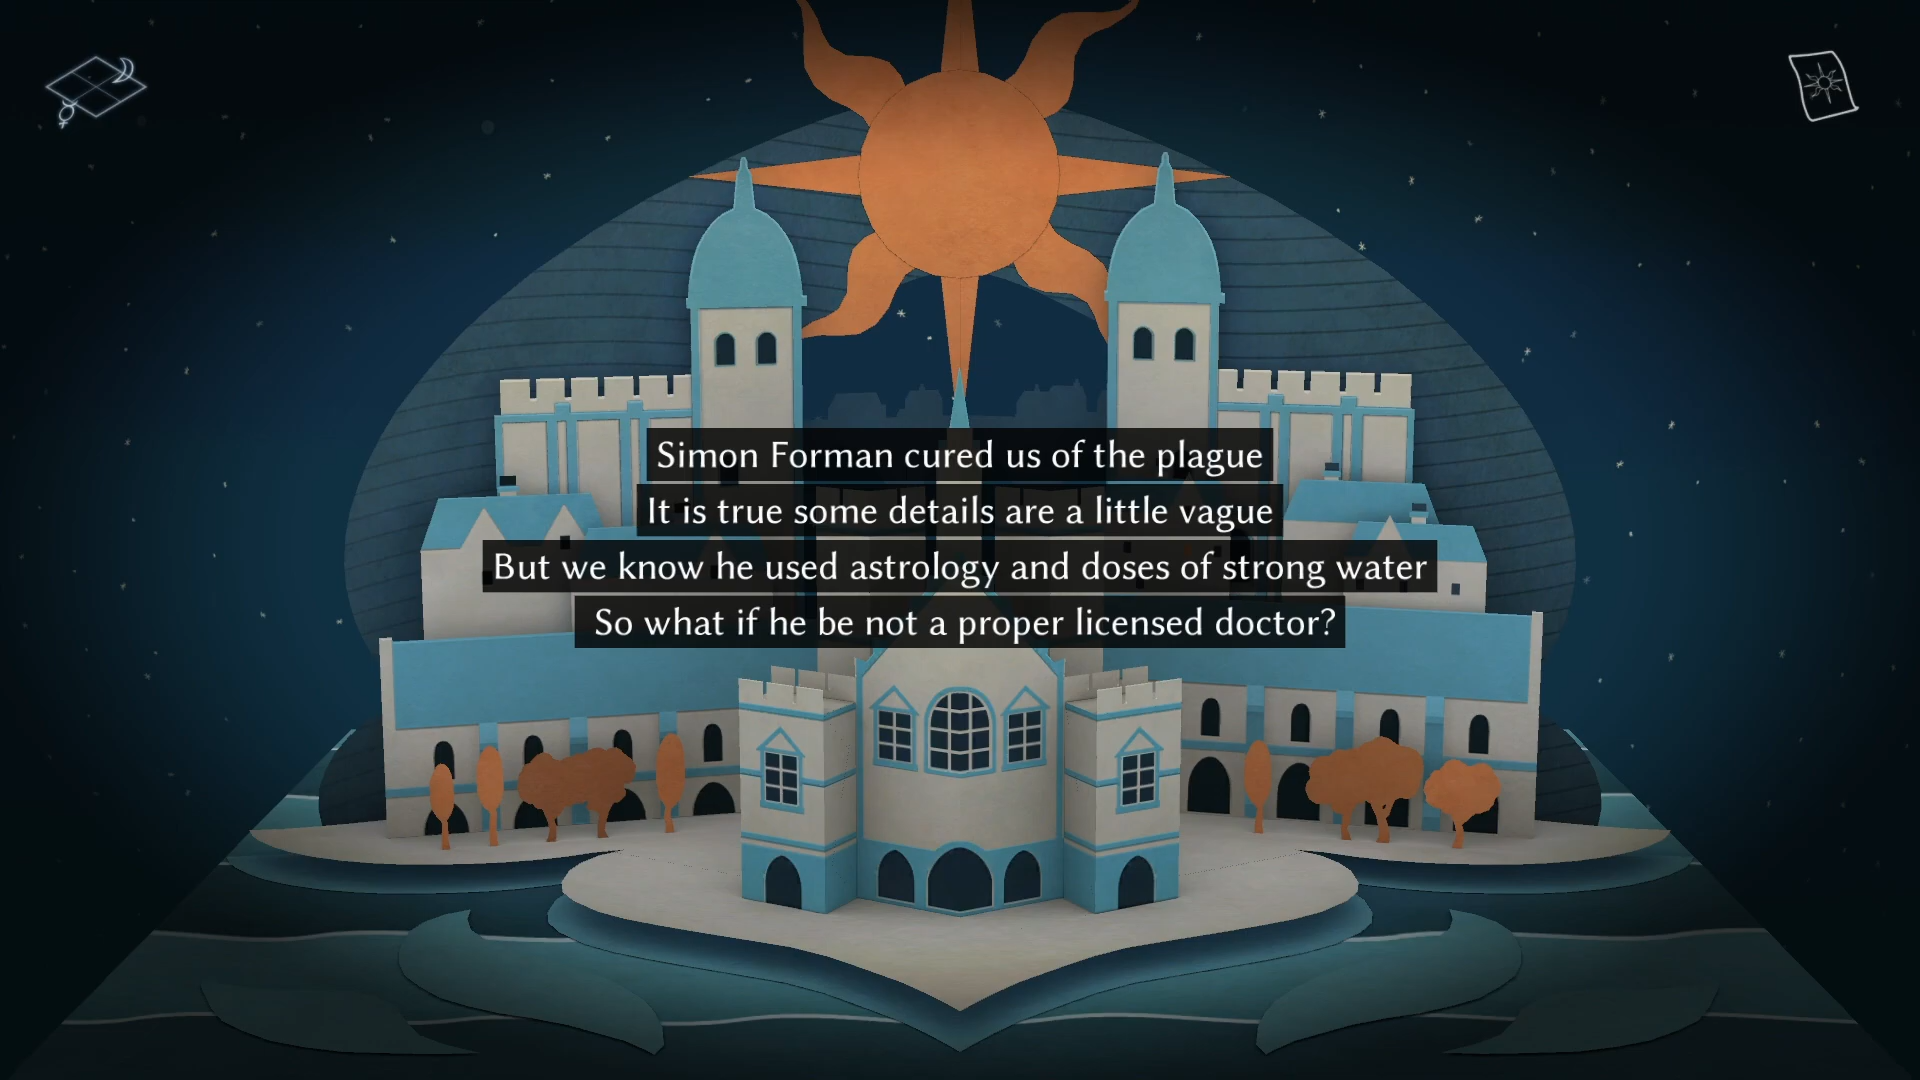 Simon Forman cured us of the plague
It is true some details are a little vague
But we know he used astrology and doses of strong water
So what if he be not a proper licensed doctor?